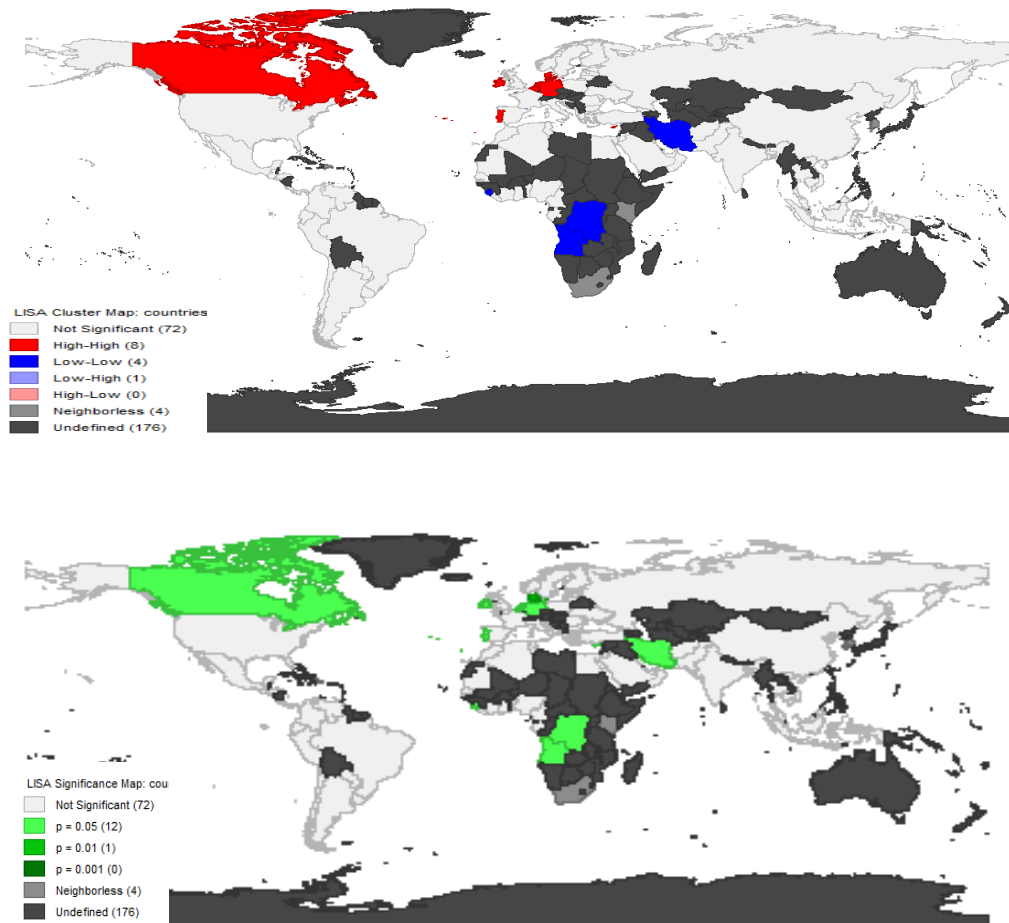 LISA Cluster Map: countries
Not Significant (72)
High-High (8)
Low-Low (4)
Low-High (1)
High-Low (0)
Neighborless (4)
Undefined (176)
LISA Significance Map: cou
Not Significant (72)
p = 0.05 (12)
p = 0.01 (1)
p = 0.001 (0)
Neighborless (4)
Undefined (176)